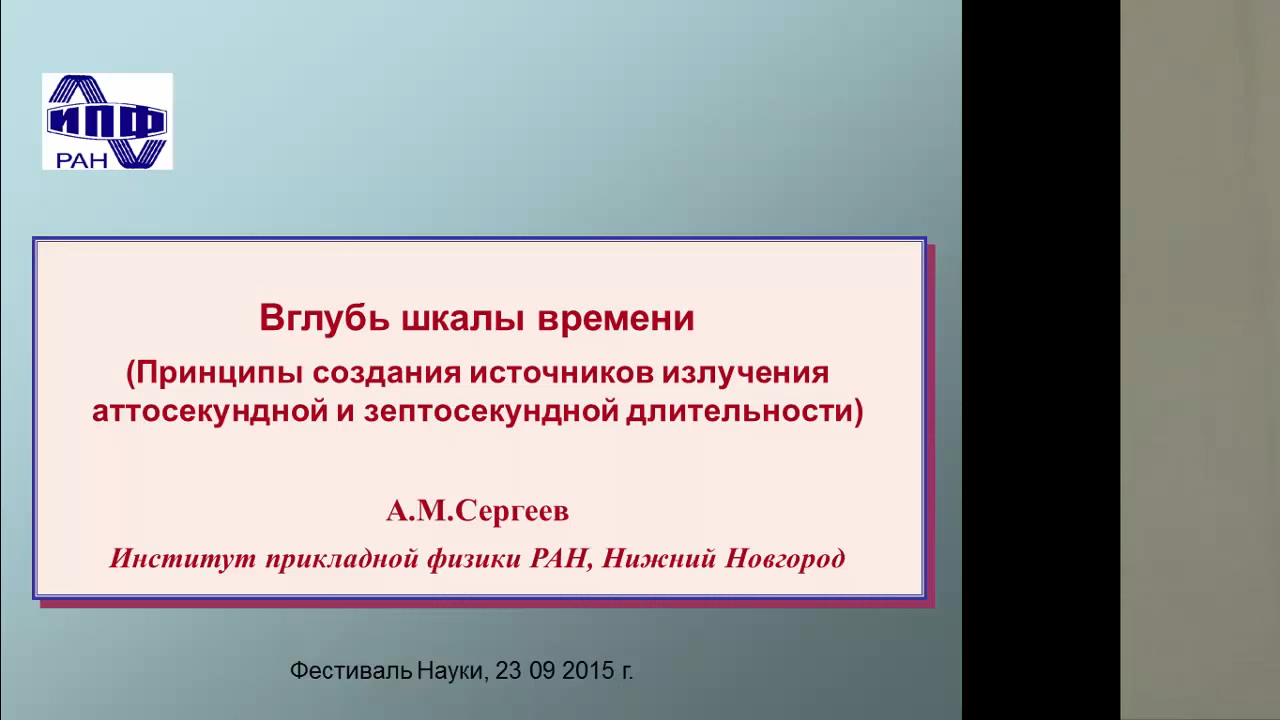 ИПФ
РАН
Вглубь шкалы времени
(Принципы создания источников излучения
аттосекундной и зептосекундной длительности)
А.М.Сергеев
Институт прикладной физики РАН, Нижний Новгород
Фестиваль Науки, 23 09 2015 г.